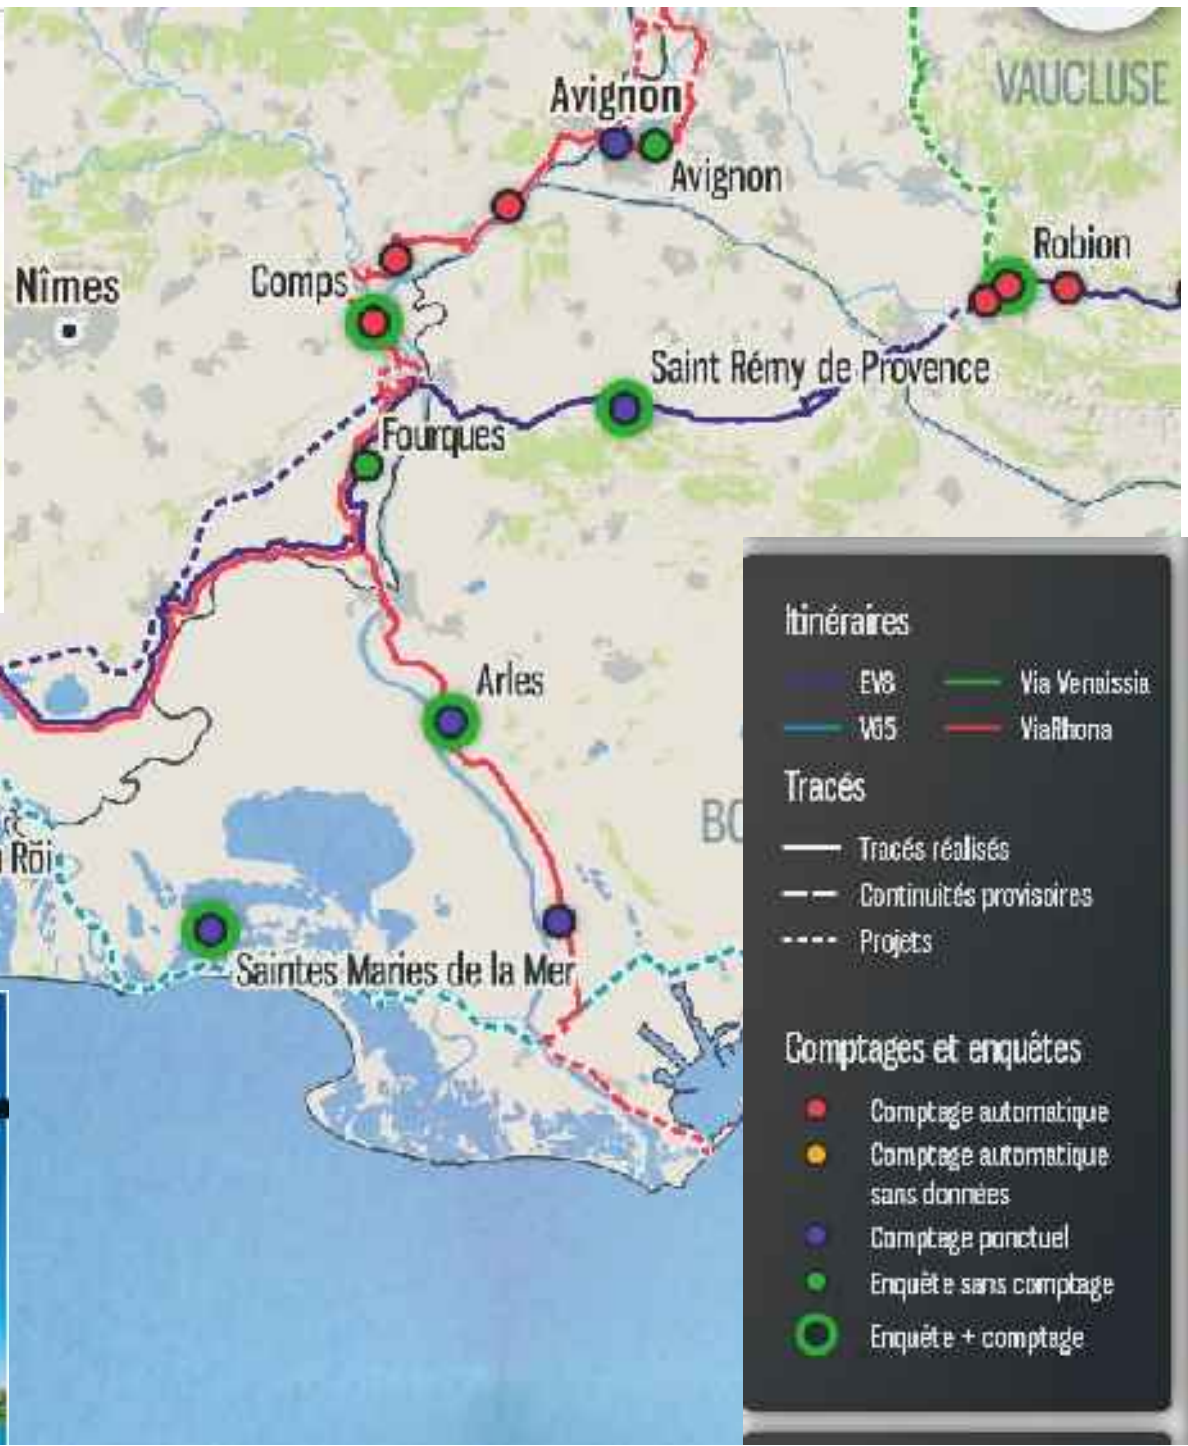 VAUCLUSE
Avignon
Avignon
Robion
Comps
Nîmes
Saint Rémy de Provence
Fourques
Arles
BO
Röi
Saintes Maries de la Mer
Itinéraires
EV8
Via Venaissia
V65
ViaRhona
Tracés
Tracés réalisés
Continuités provisoires
Projets
Comptages et enquêtes
Comptage automatique
Comptage automatique
sans données
Comptage ponctuel
Enquête sans comptage
Enquête + comptage